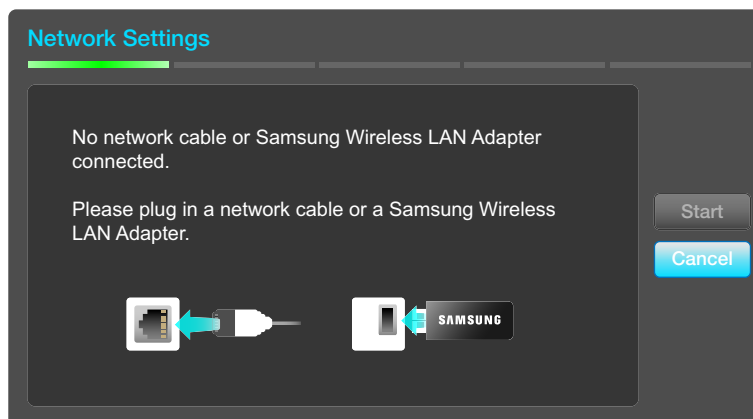 Network Settings
No network cable or Samsung Wireless LAN Adapter
connected.
Please plug in a network cable or a Samsung Wireless
LAN Adapter.
Start
Cancel
SAMSUNG